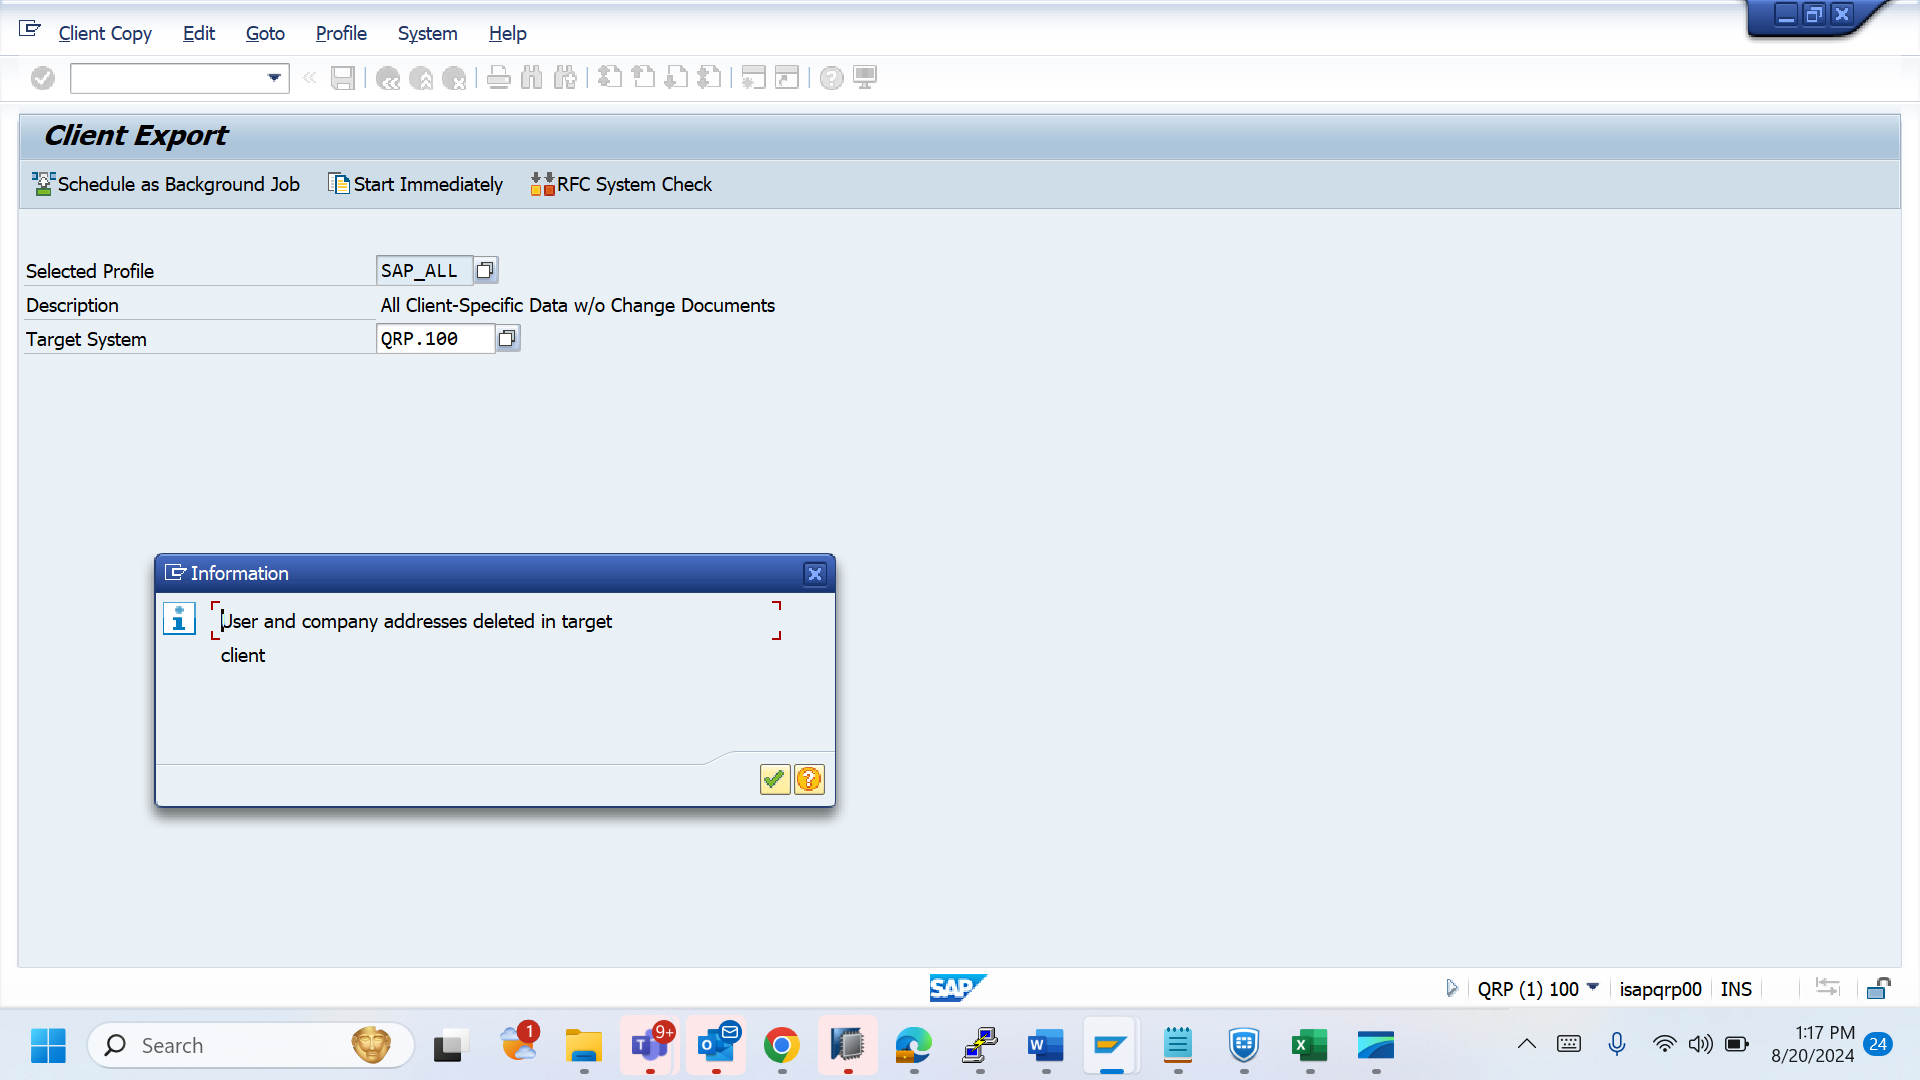 Client Copy Edit Goto Profile System Help
Client Export
Schedule as Background Job Start Immediately RFC System Check
Selected Profile SAP_ALL
Description All Client-Specific Data w/o Change Documents
Target System QRP.100
Information
User and company addresses deleted in target
client
SAP QRP (1) 100 isapqrp00 INS
Search 1 9+ 1:17 PM
8/20/2024 24